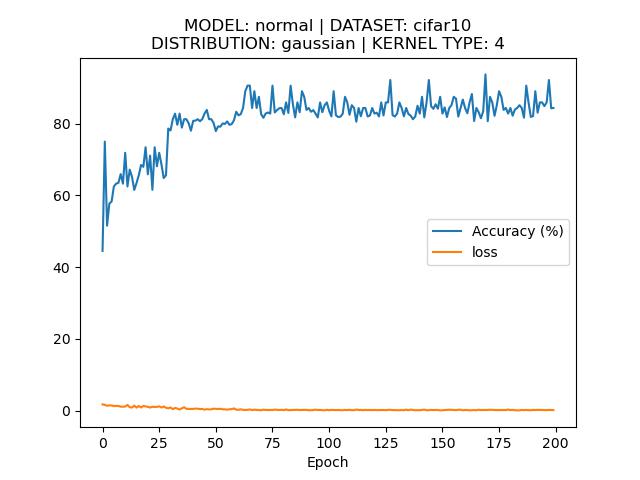 MODEL: normal | DATASET: cifar10
DISTRIBUTION: gaussian | KERNEL TYPE: 4
80
60
40
20
0
Accuracy (%)
loss
0 25 50 75 100 125 150 175 200
Epoch